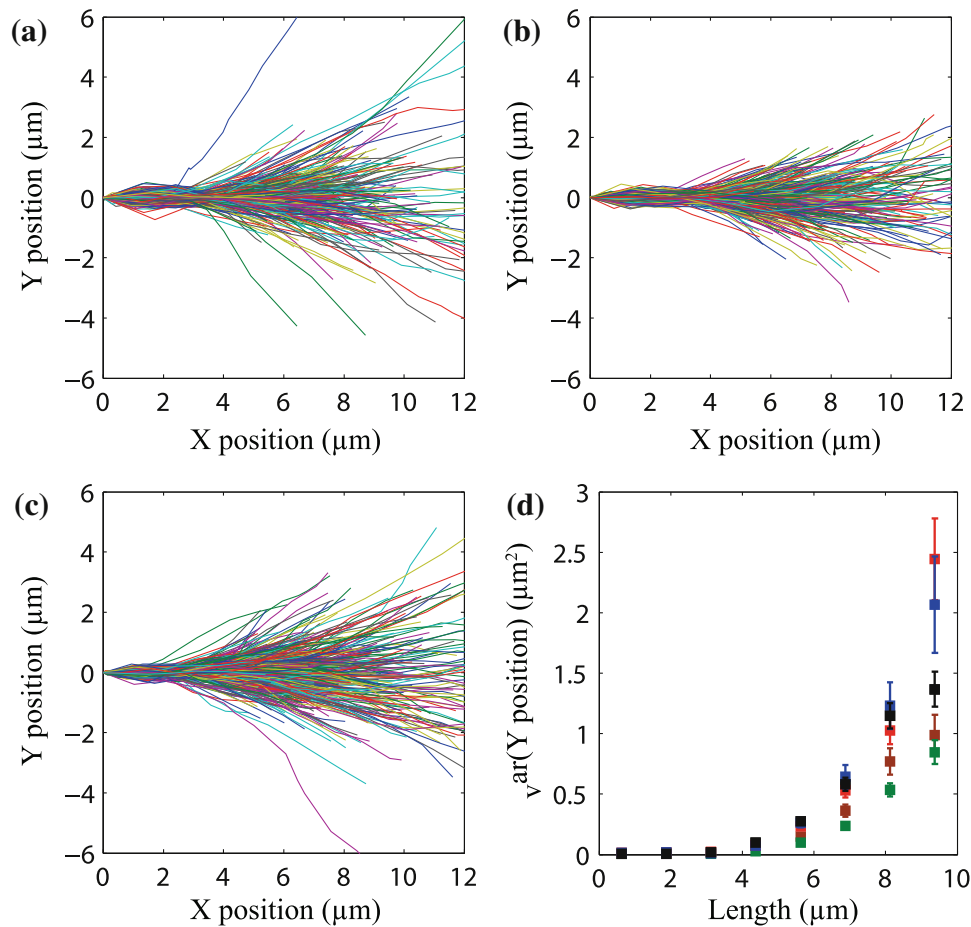 (a)
6
4
2
0
−2
−4
−6
Y position (µm)
0 2 4 6 8 10 12
X position (µm)
(b)
6
4
2
0
−2
−4
−6
Y position (µm)
0 2 4 6 8 10 12
X position (µm)
(c)
6
4
2
0
−2
−4
−6
Y position (µm)
0 2 4 6 8 10 12
X position (µm)
(d)
3
2.5
2
1.5
1
0.5
0
var(Y position) (µm²)
0 2 4 6 8 10
Length (µm)